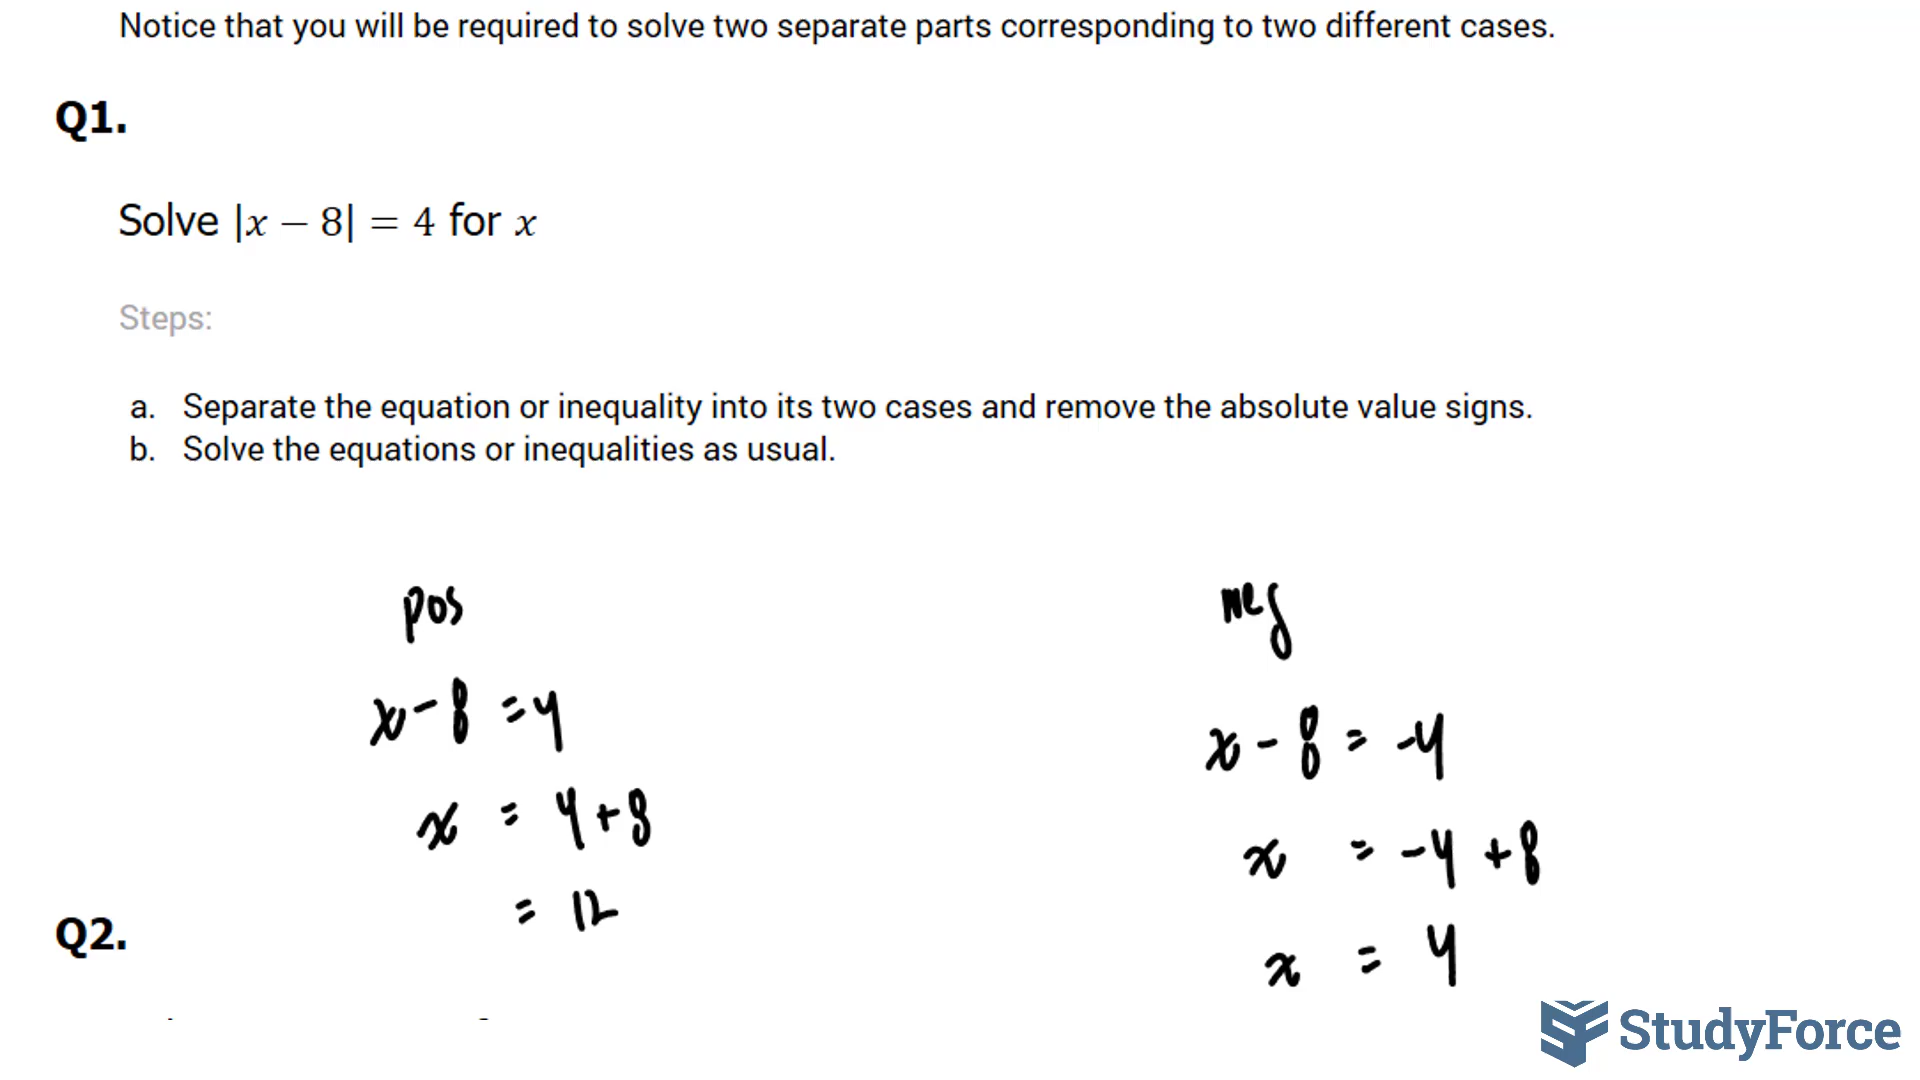 Notice that you will be required to solve two separate parts corresponding to two different cases.
Q1.
Solve |x − 8| = 4 for x
Steps:
a. Separate the equation or inequality into its two cases and remove the absolute value signs.
b. Solve the equations or inequalities as usual.
pos
x - 8 = 4
x = 4 + 8
= 12
neg
x - 8 = -4
x = -4 + 8
x = 4
Q2.
StudyForce